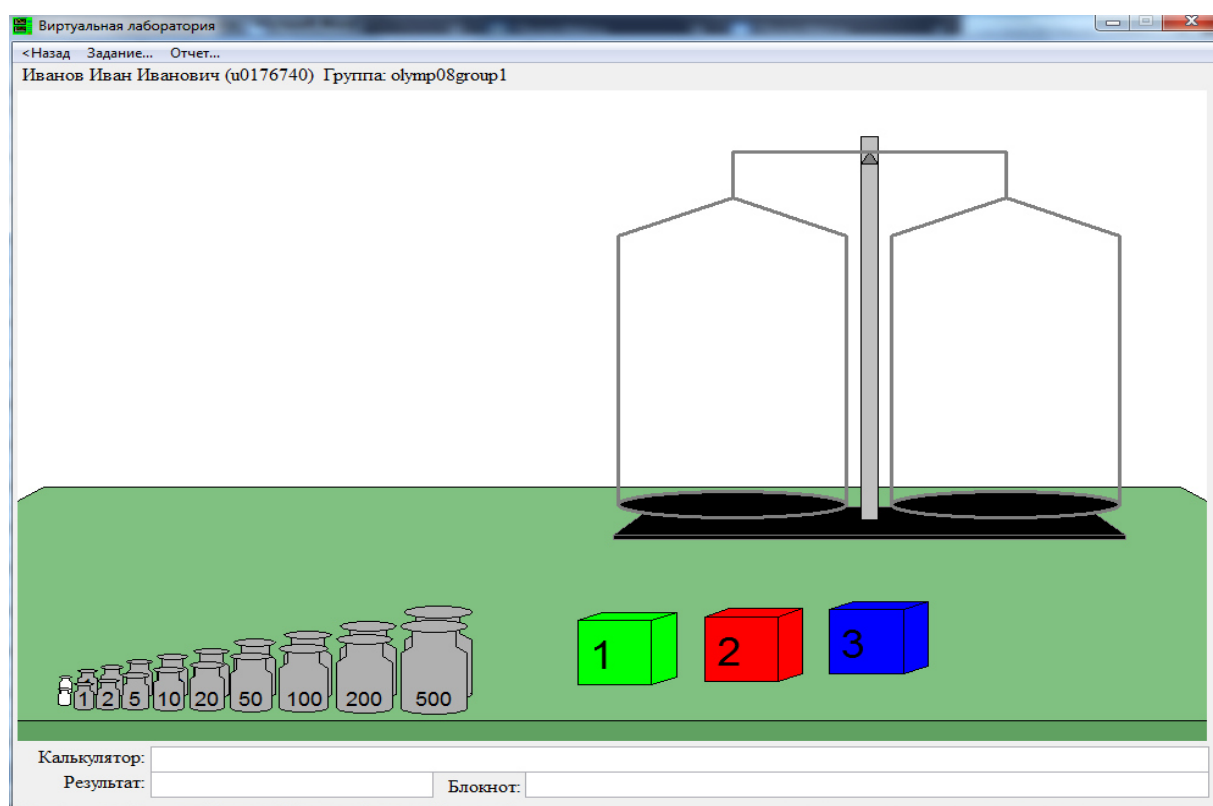 Виртуальная лаборатория
<Назад Задание... Отчет...
Иванов Иван Иванович (u0176740) Группа: olymp08group1
1 2 3
1 2 5 10 20 50 100 200 500
Калькулятор:
Результат: Блокнот: